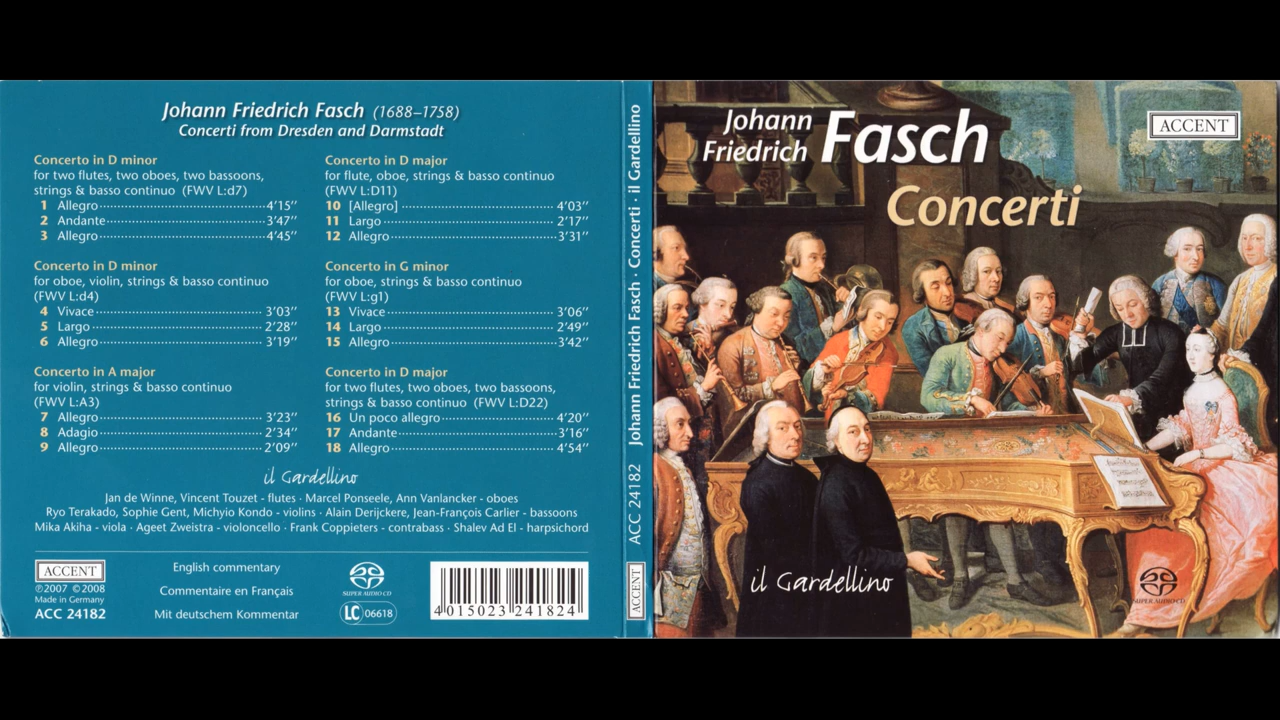 Johann Friedrich Fasch (1688–1758)
Concerti from Dresden and Darmstadt
Concerto in D minor
for two flutes, two oboes, two bassoons,
strings & basso continuo (FWV L:d7)
1 Allegro 4’15’’
2 Andante 3’47’’
3 Allegro 4’45’’
Concerto in D minor
for oboe, violin, strings & basso continuo
(FWV L:d4)
4 Vivace 3’03’’
5 Largo 2’28’’
6 Allegro 3’19’’
Concerto in A major
for violin, strings & basso continuo
(FWV L:A3)
7 Allegro 3’23’’
8 Adagio 2’34’’
9 Allegro 2’09’’
Concerto in D major
for flute, oboe, strings & basso continuo
(FWV L:D11)
10 [Allegro] 4’03’’
11 Largo 2’17’’
12 Allegro 3’31’’
Concerto in G minor
for oboe, strings & basso continuo
(FWV L:g1)
13 Vivace 3’06’’
14 Largo 2’49’’
15 Allegro 3’42’’
Concerto in D major
for two flutes, two oboes, two bassoons,
strings & basso continuo (FWV L:D22)
16 Un poco allegro 4’20’’
17 Andante 3’16’’
18 Allegro 4’54’’
il Gardellino
Jan de Winne, Vincent Touzet - flutes · Marcel Ponseele, Ann Vanlancker - oboes
Ryo Terakado, Sophie Gent, Michyio Kondo - violins · Alain Derijckere, Jean-François Carlier - bassoons
Mika Akiha - viola · Ageet Zweistra - violoncello · Frank Coppieters - contrabass · Shalev Ad El - harpsichord
ACCENT
℗2007 ©2008
Made in Germany
ACC 24182
English commentary
Commentaire en Français
Mit deutschem Kommentar
SUPER AUDIO CD
LC 06618
4 015023 241824
Johann Friedrich Fasch · Concerti · il Gardellino
ACC 24182
ACCENT
Johann
Friedrich Fasch
Concerti
ACCENT
il Gardellino
SUPER AUDIO CD